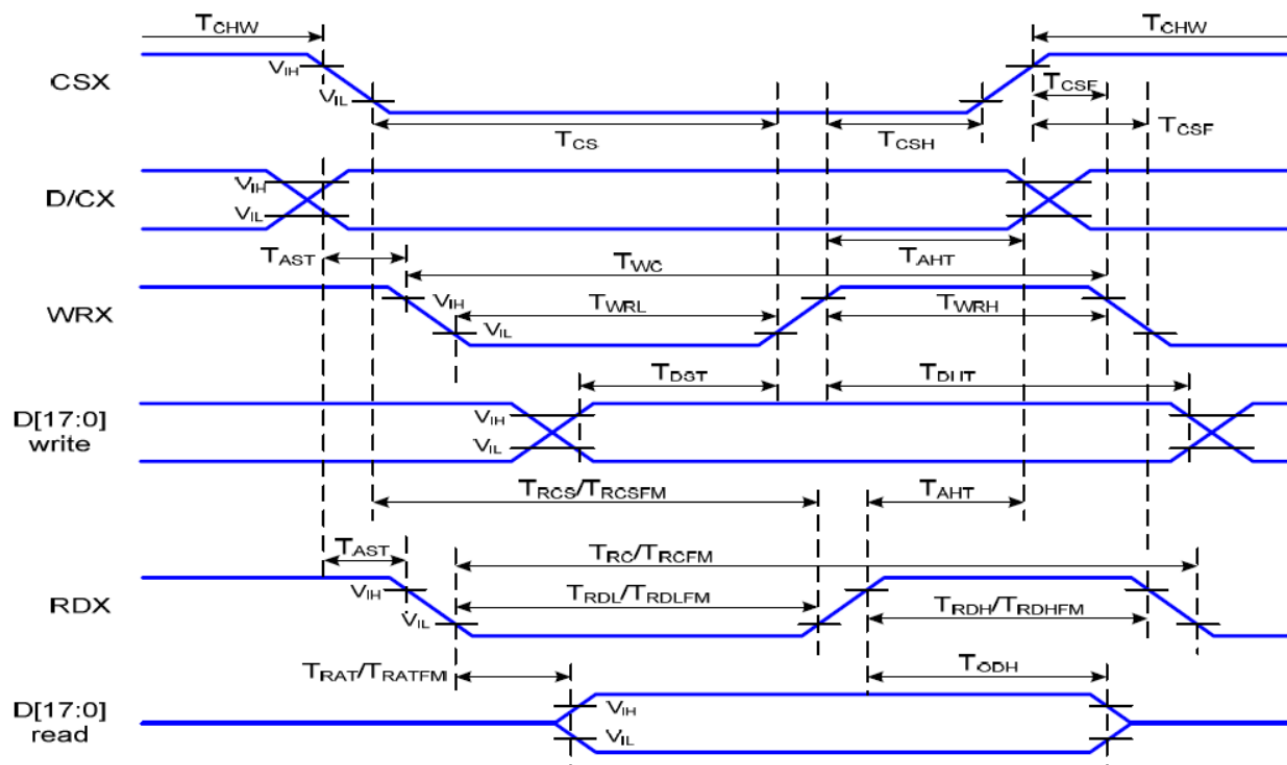 TCHW
TCHW
CSX
VIH
VIL
TCSF
TCS
TCSH
TCSF
D/CX
VIH
VIL
TAST
TWC
TAHT
WRX
VIH
TWRL
TWRH
VIL
TDST
TDHT
D[17:0]
write
VIH
VIL
TRCS/TRCSFM
TAHT
TAST
TRC/TRCFM
RDX
VIH
TRDL/TRDLFM
TRDH/TRDHFM
VIL
TRAT/TRATFM
TODH
D[17:0]
read
VIH
VIL